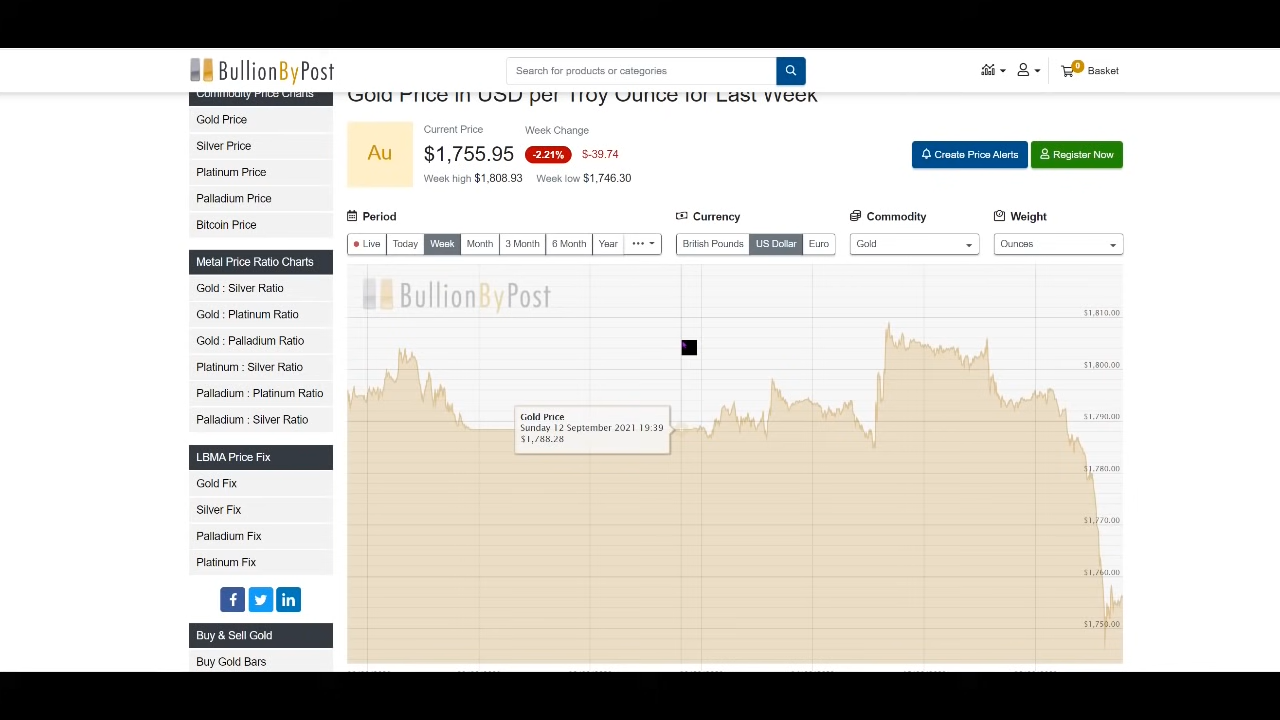 BullionByPost
Search for products or categories
0
Basket
Commodity Price Charts
Gold Price
Silver Price
Platinum Price
Palladium Price
Bitcoin Price
Metal Price Ratio Charts
Gold : Silver Ratio
Gold : Platinum Ratio
Gold : Palladium Ratio
Platinum : Silver Ratio
Palladium : Platinum Ratio
Palladium : Silver Ratio
LBMA Price Fix
Gold Fix
Silver Fix
Palladium Fix
Platinum Fix
Buy & Sell Gold
Buy Gold Bars
Gold Price in USD per Troy Ounce for Last Week
Au
Current Price
Week Change
$1,755.95
-2.21%
$-39.74
Week high $1,808.93
Week low $1,746.30
Create Price Alerts
Register Now
Period
Currency
Commodity
Weight
Live
Today
Week
Month
3 Month
6 Month
Year
British Pounds
US Dollar
Euro
Gold
Ounces
BullionByPost
$1,810.00
$1,800.00
$1,790.00
$1,780.00
$1,770.00
$1,760.00
$1,750.00
Gold Price
Sunday 12 September 2021 19:39
$1,788.28